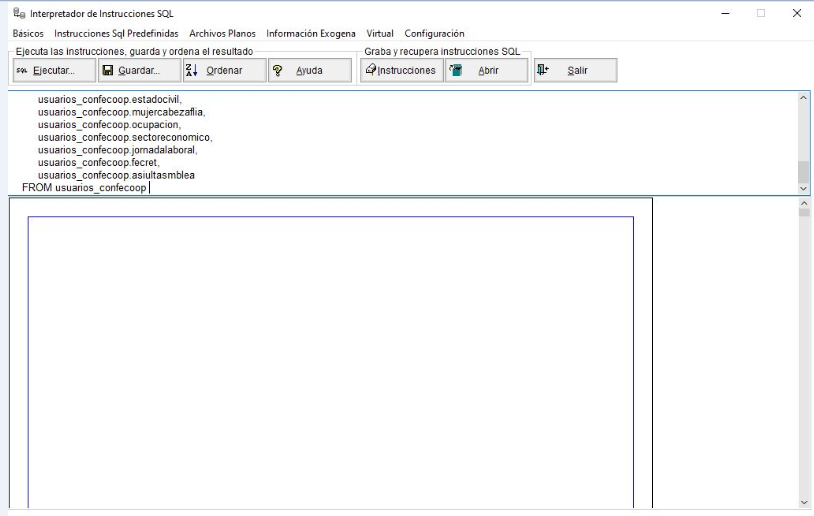 Interpretador de Instrucciones SQL
Básicos Instrucciones Sql Predefinidas Archivos Planos Información Exogena Virtual Configuración
Ejecuta las instrucciones, guarda y ordena el resultado Graba y recupera instrucciones SQL
SQL Ejecutar... Guardar... Ordenar Ayuda Instrucciones Abrir Salir
usuarios_confecoop.estadocivil,
usuarios_confecoop.mujercabezaflia,
usuarios_confecoop.ocupacion,
usuarios_confecoop.sectoreconomico,
usuarios_confecoop.jornadalaboral,
usuarios_confecoop.fecret,
usuarios_confecoop.asiultasmblea
FROM usuarios_confecoop